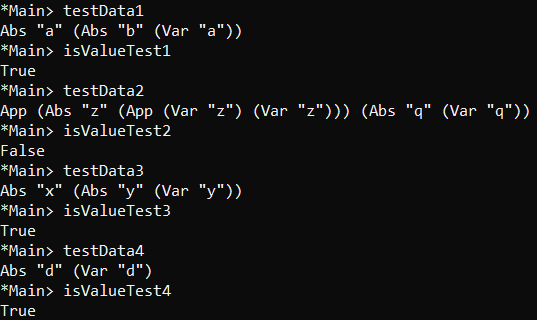 *Main> testData1
Abs "a" (Abs "b" (Var "a"))
*Main> isValueTest1
True
*Main> testData2
App (Abs "z" (App (Var "z") (Var "z"))) (Abs "q" (Var "q"))
*Main> isValueTest2
False
*Main> testData3
Abs "x" (Abs "y" (Var "y"))
*Main> isValueTest3
True
*Main> testData4
Abs "d" (Var "d")
*Main> isValueTest4
True